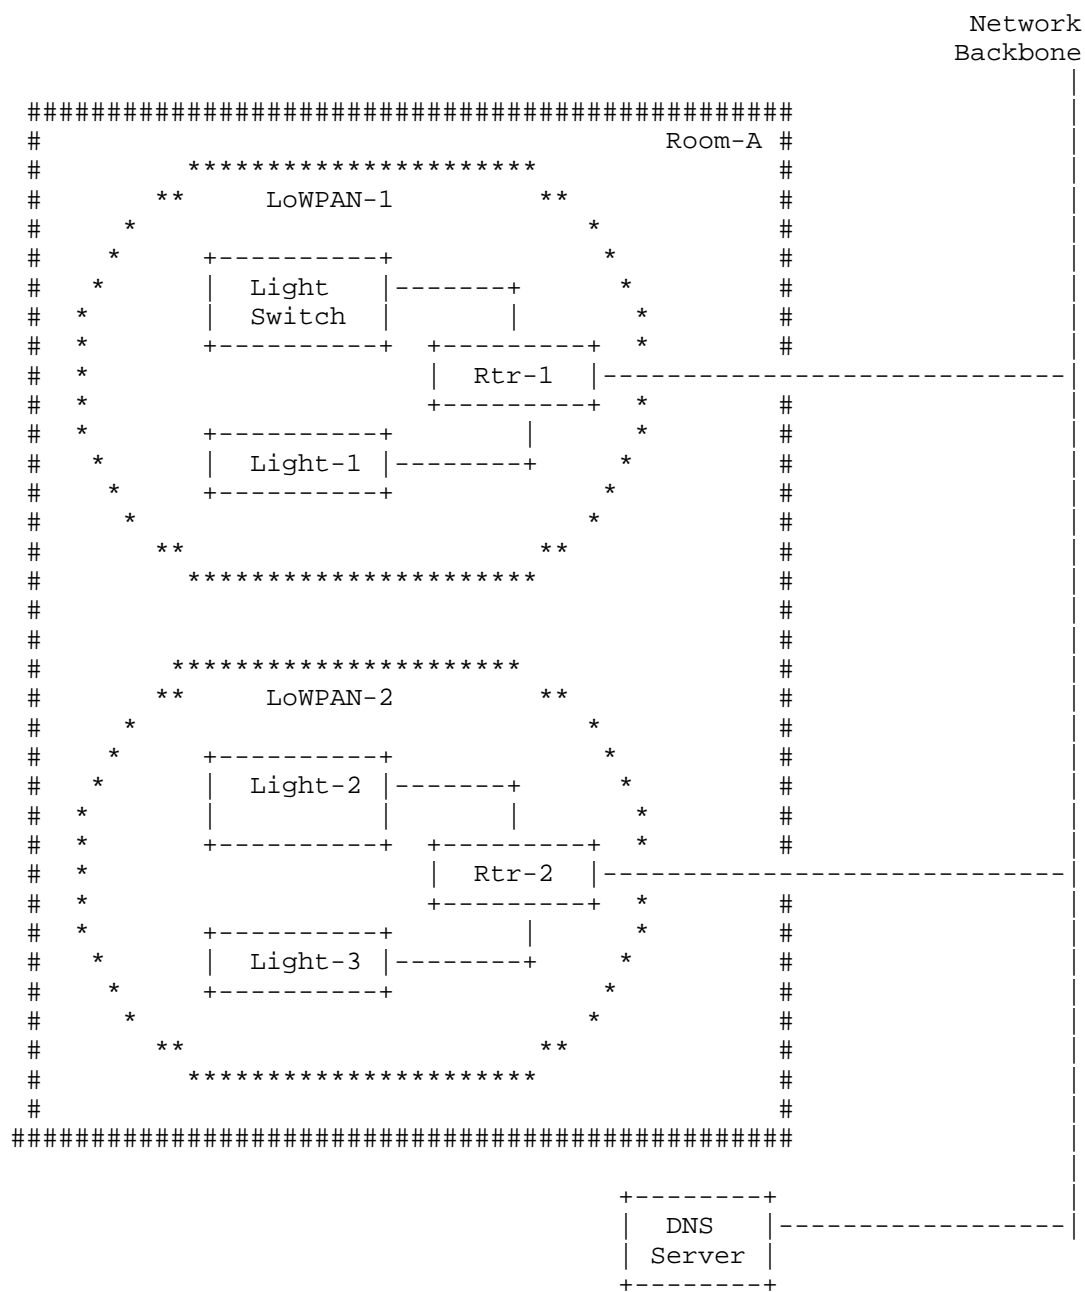 Network
Backbone
Room-A
LoWPAN-1
Light
Switch
Rtr-1
Light-1
LoWPAN-2
Light-2
Rtr-2
Light-3
DNS
Server